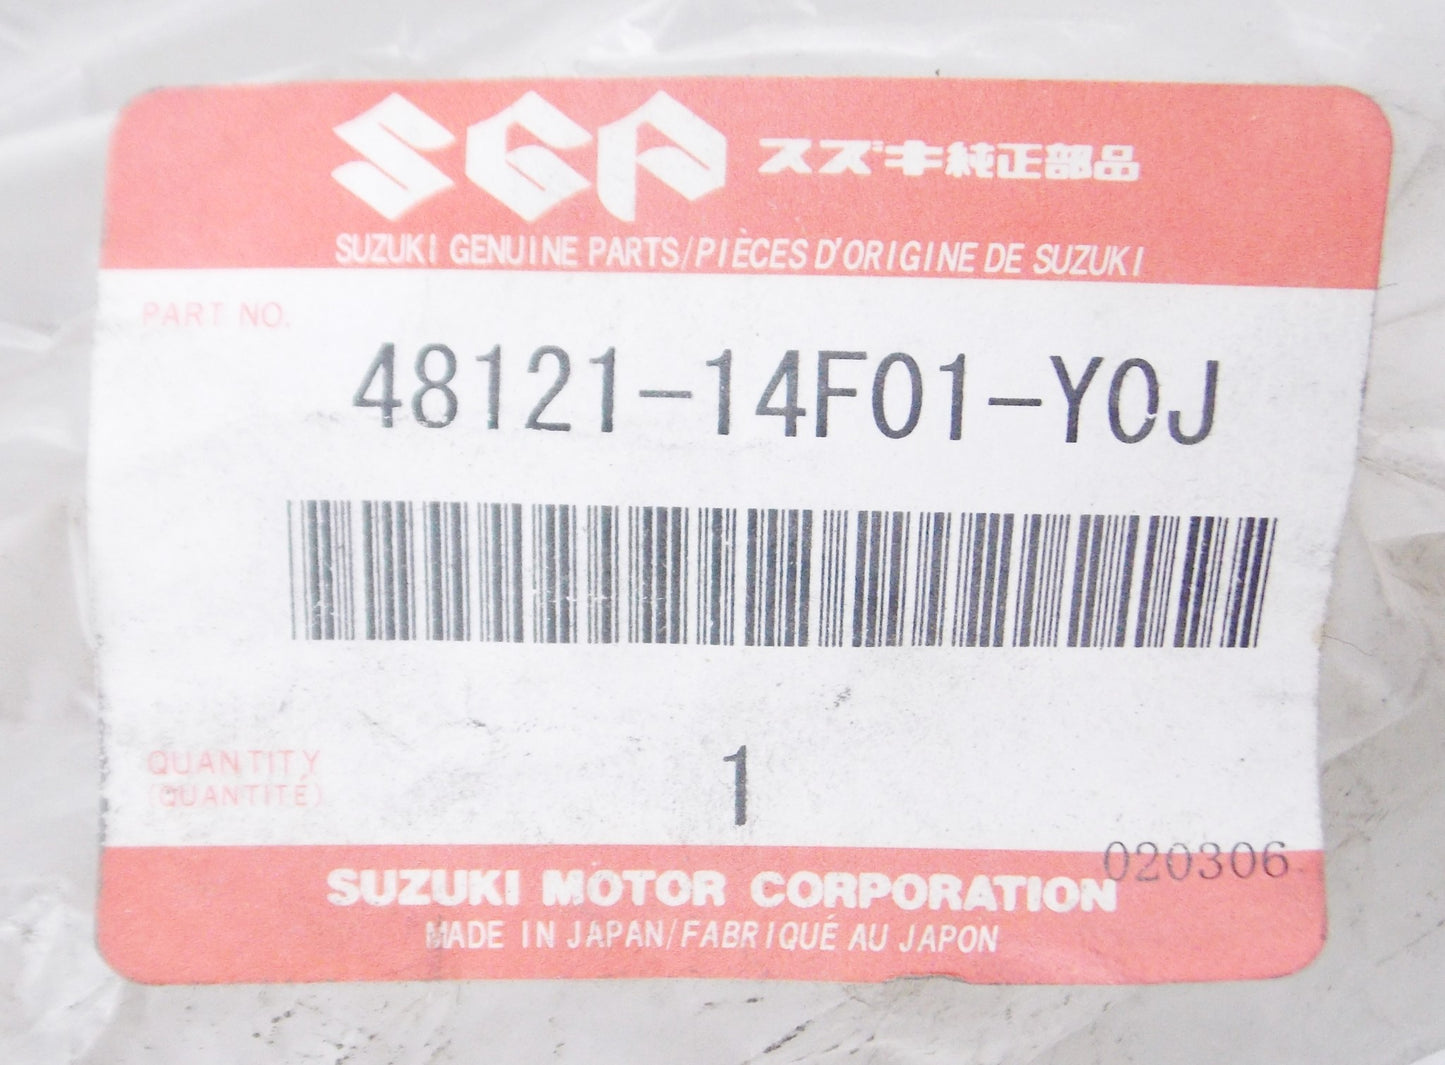 SGP スズキ純正部品
SUZUKI GENUINE PARTS/PIÈCES D'ORIGINE DE SUZUKI
PART NO.
48121-14F01-Y0J
QUANTITY
(QUANTITÉ)
1
020306
SUZUKI MOTOR CORPORATION
MADE IN JAPAN/FABRIQUÉ AU JAPON